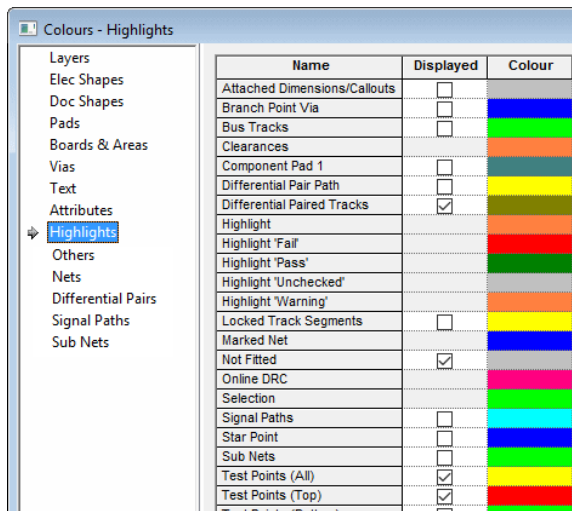 Colours - Highlights
Layers
Elec Shapes
Doc Shapes
Pads
Boards & Areas
Vias
Text
Attributes
Highlights
Others
Nets
Differential Pairs
Signal Paths
Sub Nets
Name Displayed Colour
Attached Dimensions/Callouts
Branch Point Via
Bus Tracks
Clearances
Component Pad 1
Differential Pair Path
Differential Paired Tracks
Highlight
Highlight 'Fail'
Highlight 'Pass'
Highlight 'Unchecked'
Highlight 'Warning'
Locked Track Segments
Marked Net
Not Fitted
Online DRC
Selection
Signal Paths
Star Point
Sub Nets
Test Points (All)
Test Points (Top)